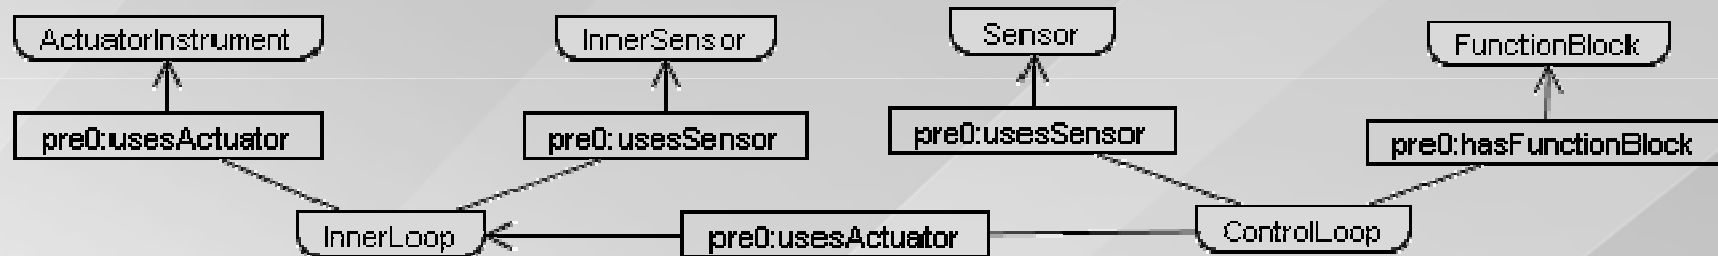 ActuatorInstrument
InnerSensor
Sensor
FunctionBlock
pre0:usesActuator
pre0:usesSensor
pre0:usesSensor
pre0:hasFunctionBlock
InnerLoop
pre0:usesActuator
ControlLoop